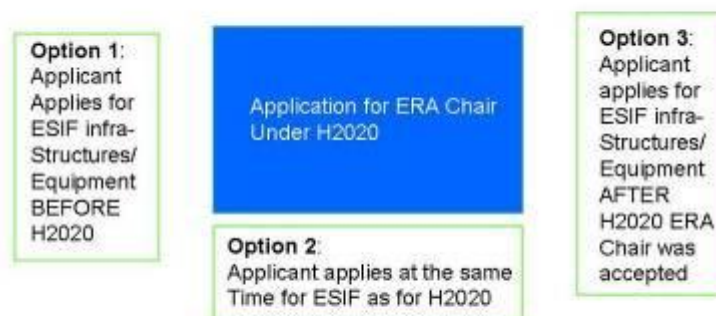 Option 1:
Applicant
Applies for
ESIF infra-
Structures/
Equipment
BEFORE
H2020
Application for ERA Chair
Under H2020
Option 2:
Applicant applies at the same
Time for ESIF as for H2020
Option 3:
Applicant
applies for
ESIF infra-
Structures/
Equipment
AFTER
H2020 ERA
Chair was
accepted